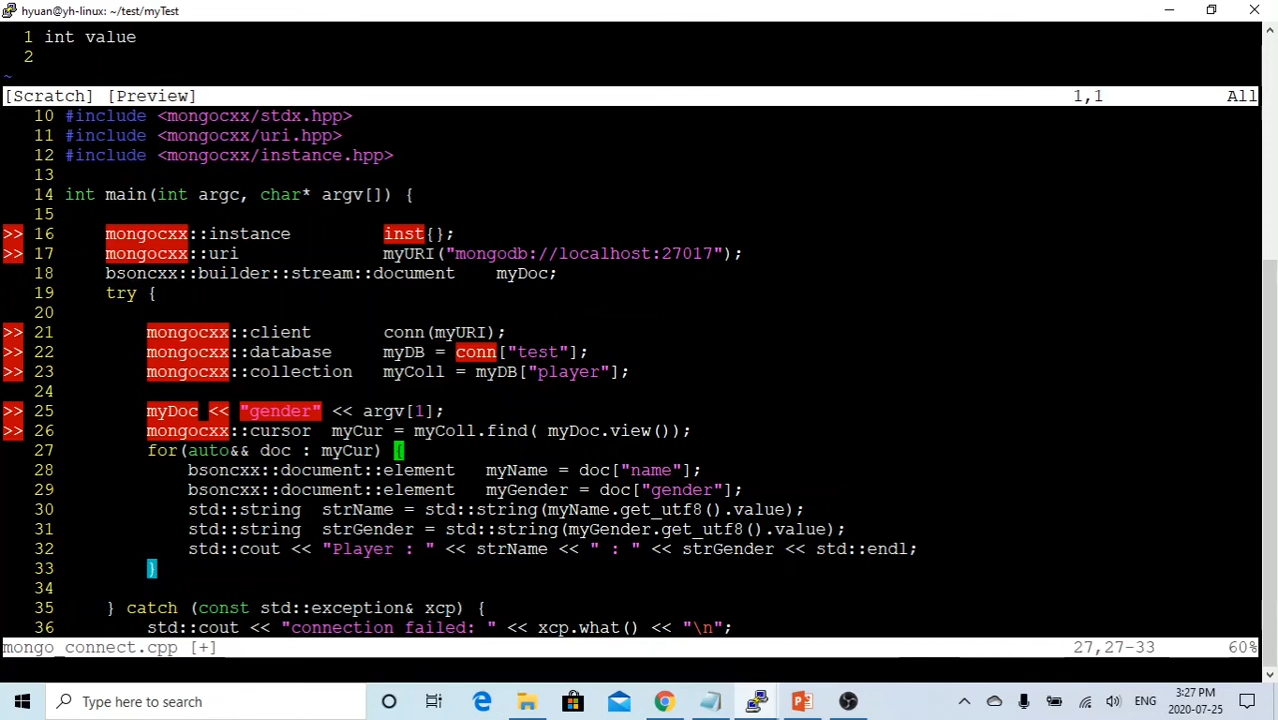 hyuan@yh-linux: ~/test/myTest
1 int value
2
~
[Scratch] [Preview] 1,1 All
10 #include <mongocxx/stdx.hpp>
11 #include <mongocxx/uri.hpp>
12 #include <mongocxx/instance.hpp>
13
14 int main(int argc, char* argv[]) {
15
>> 16 mongocxx::instance inst{};
>> 17 mongocxx::uri myURI("mongodb://localhost:27017");
18 bsoncxx::builder::stream::document myDoc;
19 try {
20
>> 21 mongocxx::client conn(myURI);
>> 22 mongocxx::database myDB = conn["test"];
>> 23 mongocxx::collection myColl = myDB["player"];
24
>> 25 myDoc << "gender" << argv[1];
>> 26 mongocxx::cursor myCur = myColl.find( myDoc.view());
27 for(auto&& doc : myCur) {
28 bsoncxx::document::element myName = doc["name"];
29 bsoncxx::document::element myGender = doc["gender"];
30 std::string strName = std::string(myName.get_utf8().value);
31 std::string strGender = std::string(myGender.get_utf8().value);
32 std::cout << "Player : " << strName << " : " << strGender << std::endl;
33 }
34
35 } catch (const std::exception& xcp) {
36 std::cout << "connection failed: " << xcp.what() << "\n";
mongo_connect.cpp [+] 27,27-33 60%
Type here to search
ENG
3:27 PM
2020-07-25